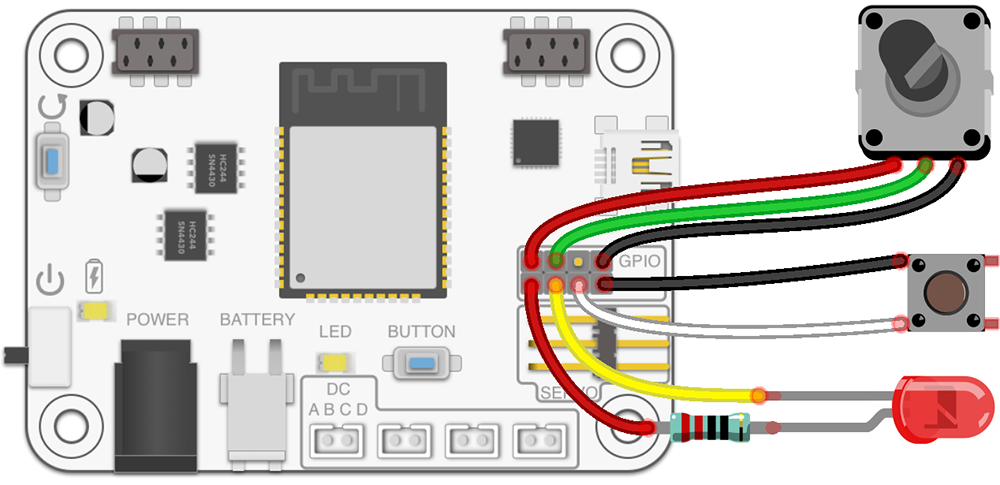 HC244
SN4430
HC244
SN4430
GPIO
POWER
BATTERY
LED
BUTTON
DC
A B C D
SERVO